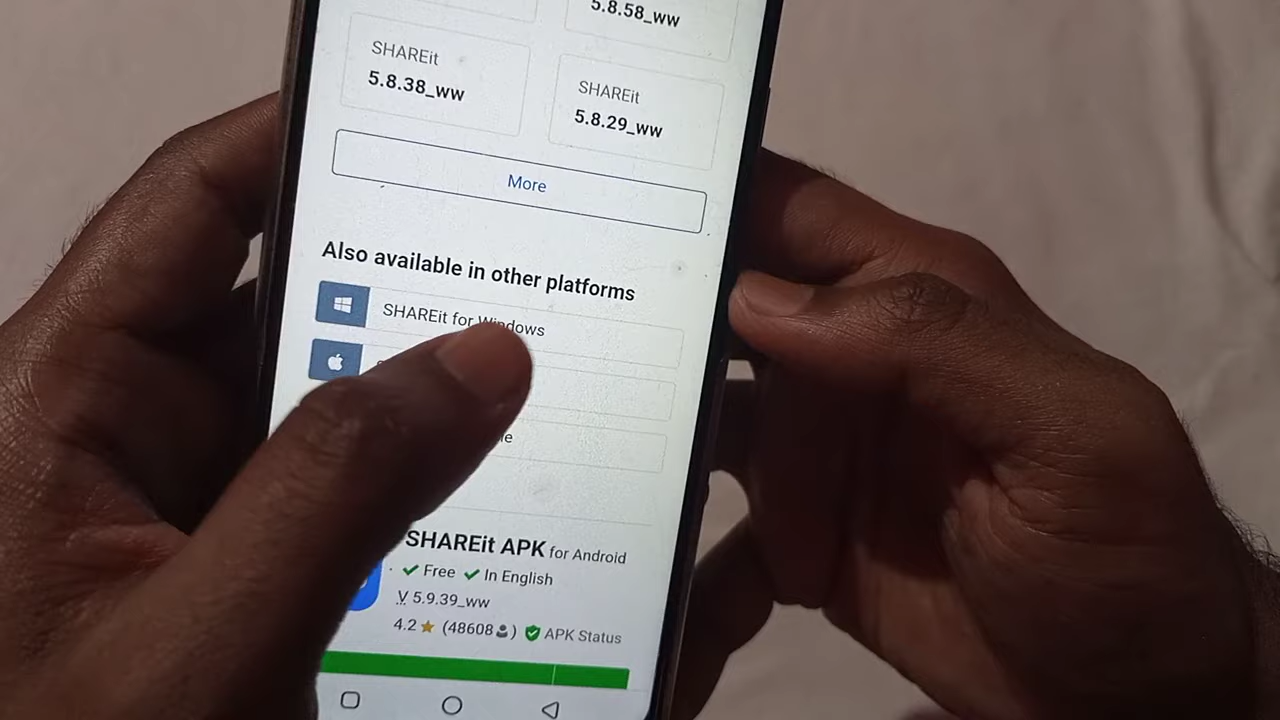 5.8.58_ww
SHAREit
5.8.38_ww
SHAREit
5.8.29_ww
More
Also available in other platforms
SHAREit for Windows
SHAREit APK for Android
Free In English
V 5.9.39_ww
4.2 (48608) APK Status